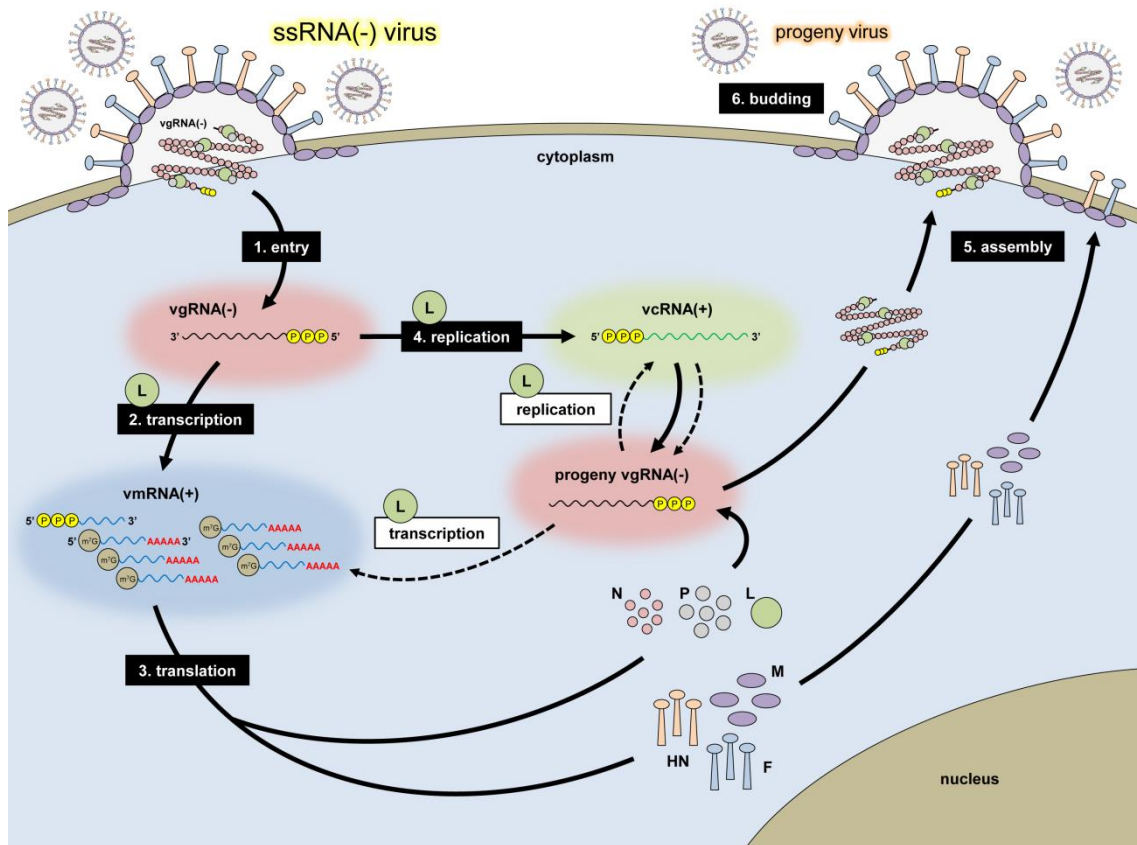 ssRNA(-) virus
progeny virus
6. budding
vgRNA(-)
cytoplasm
1. entry
5. assembly
vgRNA(-)
3' PPP 5'
L
4. replication
vcRNA(+)
5' PPP 3'
L
replication
L
2. transcription
progeny vgRNA(-)
PPP
vmRNA(+)
5' PPP 3'
5' m⁷G AAAAA 3'
m⁷G AAAAA
m⁷G AAAAA
m⁷G AAAAA
m⁷G AAAAA
m⁷G AAAAA
L
transcription
N P L
3. translation
M
HN
F
nucleus